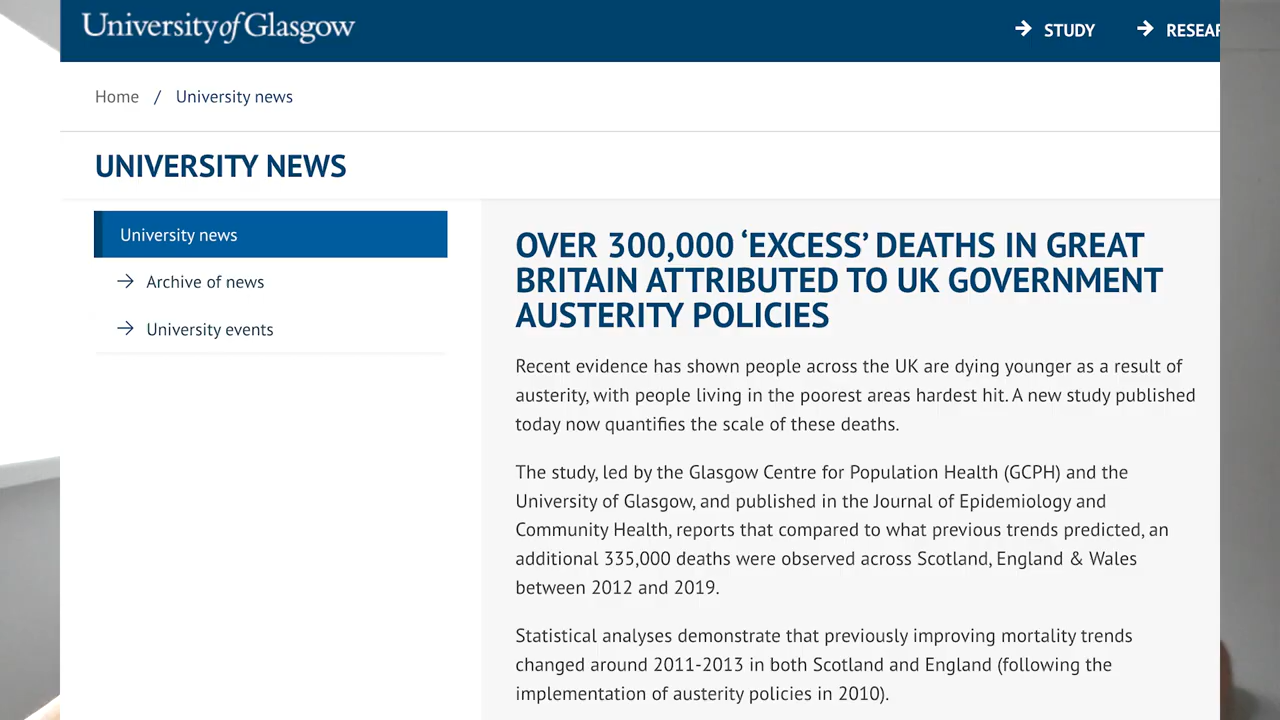 University of Glasgow
STUDY
RESEAR
Home / University news
UNIVERSITY NEWS
University news
Archive of news
University events
OVER 300,000 ‘EXCESS’ DEATHS IN GREAT
BRITAIN ATTRIBUTED TO UK GOVERNMENT
AUSTERITY POLICIES
Recent evidence has shown people across the UK are dying younger as a result of
austerity, with people living in the poorest areas hardest hit. A new study published
today now quantifies the scale of these deaths.
The study, led by the Glasgow Centre for Population Health (GCPH) and the
University of Glasgow, and published in the Journal of Epidemiology and
Community Health, reports that compared to what previous trends predicted, an
additional 335,000 deaths were observed across Scotland, England & Wales
between 2012 and 2019.
Statistical analyses demonstrate that previously improving mortality trends
changed around 2011-2013 in both Scotland and England (following the
implementation of austerity policies in 2010).